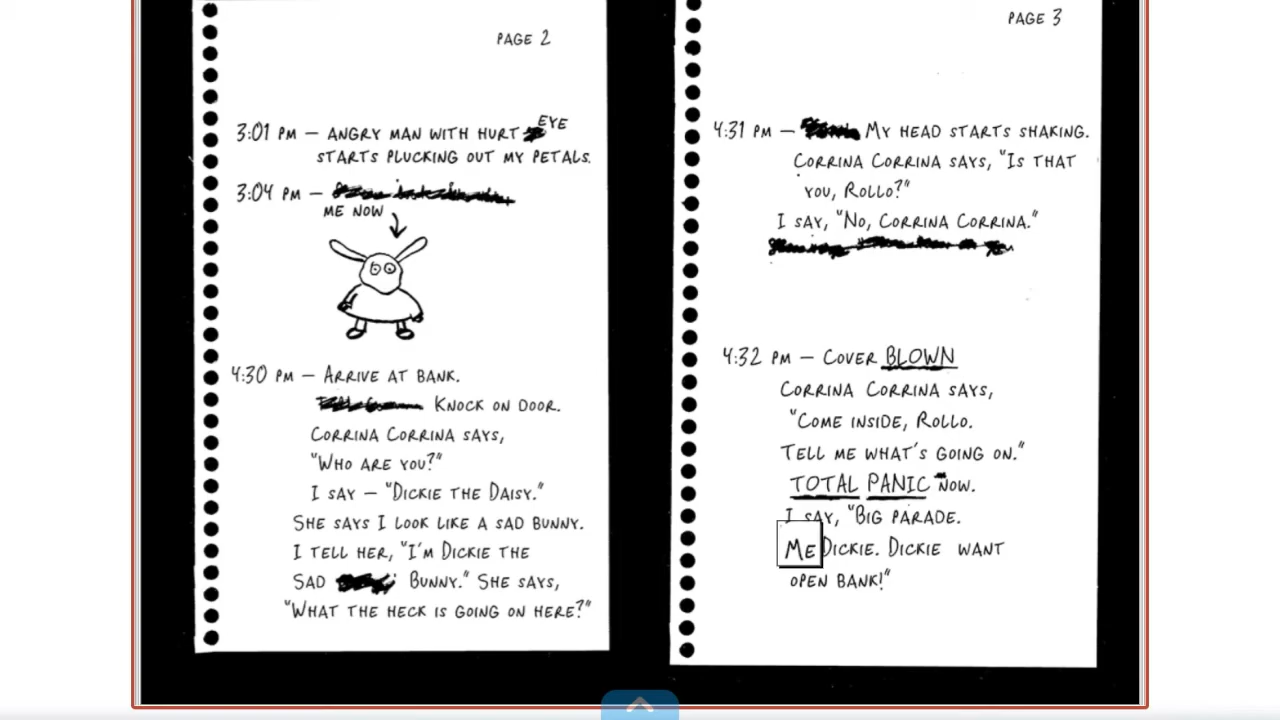 PAGE 2
3:01 PM – ANGRY MAN WITH HURT EYE
STARTS PLUCKING OUT MY PETALS.
3:04 PM –
ME NOW
4:30 PM – ARRIVE AT BANK.
KNOCK ON DOOR.
CORRINA CORRINA SAYS,
"WHO ARE YOU?"
I SAY – "DICKIE THE DAISY."
SHE SAYS I LOOK LIKE A SAD BUNNY.
I TELL HER, "I'M DICKIE THE
SAD BUNNY." SHE SAYS,
"WHAT THE HECK IS GOING ON HERE?"
PAGE 3
4:31 PM – MY HEAD STARTS SHAKING.
CORRINA CORRINA SAYS, "IS THAT
YOU, ROLLO?"
I SAY, "NO, CORRINA CORRINA."
4:32 PM – COVER BLOWN
CORRINA CORRINA SAYS,
"COME INSIDE, ROLLO.
TELL ME WHAT'S GOING ON."
TOTAL PANIC NOW.
I SAY, "BIG PARADE.
ME DICKIE. DICKIE WANT
OPEN BANK!"